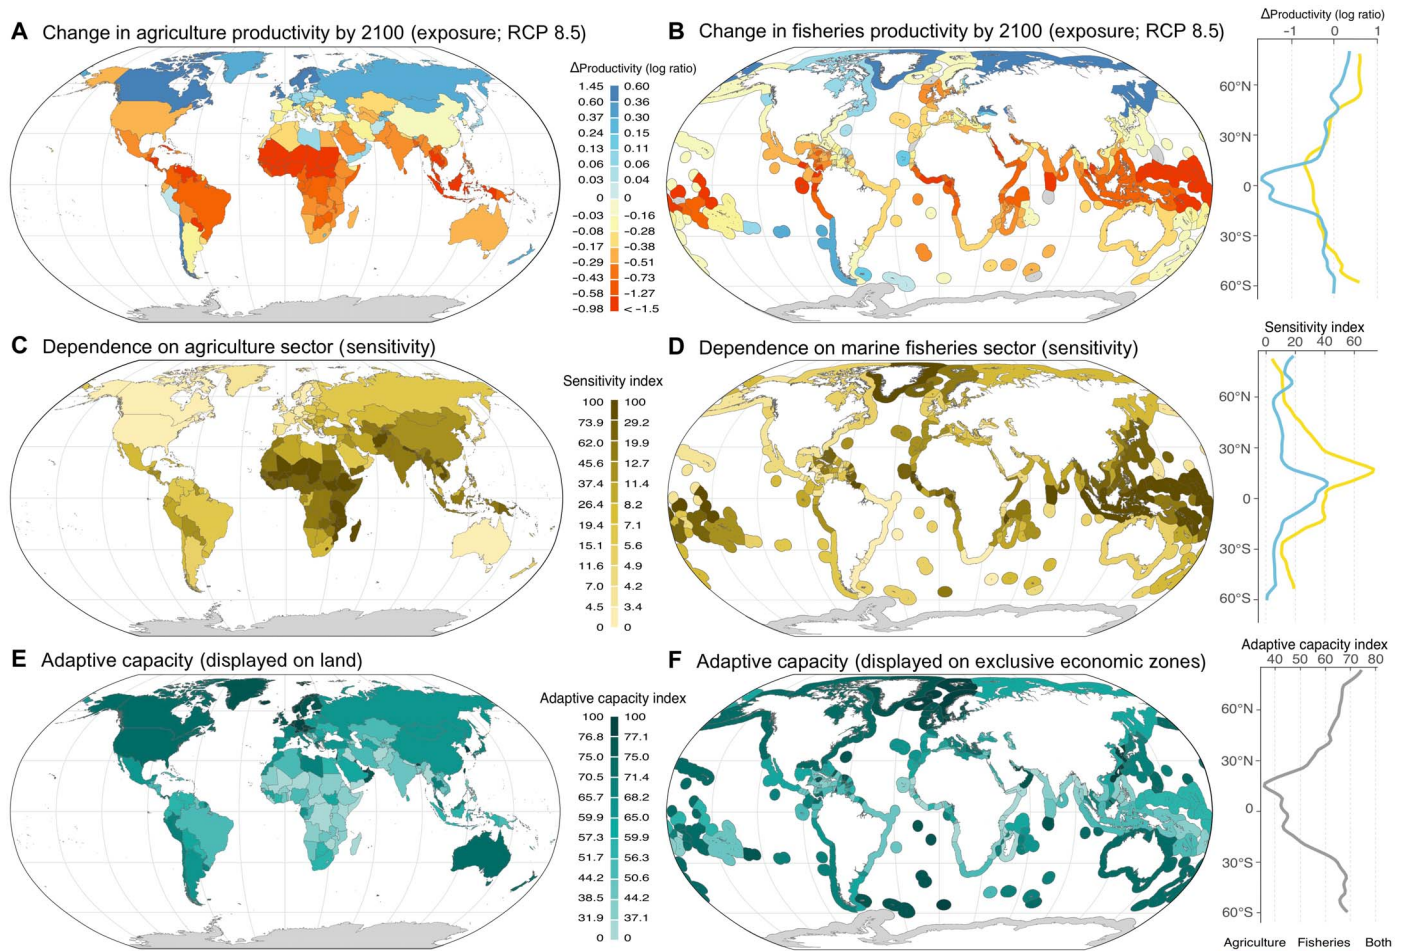 A Change in agriculture productivity by 2100 (exposure; RCP 8.5)
ΔProductivity (log ratio)
1.45 0.60
0.60 0.36
0.37 0.30
0.24 0.15
0.13 0.11
0.06 0.06
0.03 0.04
0 0
−0.03 −0.16
−0.08 −0.28
−0.17 −0.38
−0.29 −0.51
−0.43 −0.73
−0.58 −1.27
−0.98 < −1.5
B Change in fisheries productivity by 2100 (exposure; RCP 8.5)
ΔProductivity (log ratio)
−1 0 1
60°N
30°N
0
30°S
60°S
C Dependence on agriculture sector (sensitivity)
Sensitivity index
100 100
73.9 29.2
62.0 19.9
45.6 12.7
37.4 11.4
26.4 8.2
19.4 7.1
15.1 5.6
11.6 4.9
7.0 4.2
4.5 3.4
0 0
D Dependence on marine fisheries sector (sensitivity)
Sensitivity index
0 20 40 60
60°N
30°N
0
30°S
60°S
E Adaptive capacity (displayed on land)
Adaptive capacity index
100 100
76.8 77.1
75.0 75.0
70.5 71.4
65.7 68.2
59.9 65.0
57.3 59.9
51.7 56.3
44.2 50.6
38.5 44.2
31.9 37.1
0 0
F Adaptive capacity (displayed on exclusive economic zones)
Adaptive capacity index
40 50 60 70 80
60°N
30°N
0
30°S
60°S
Agriculture Fisheries Both